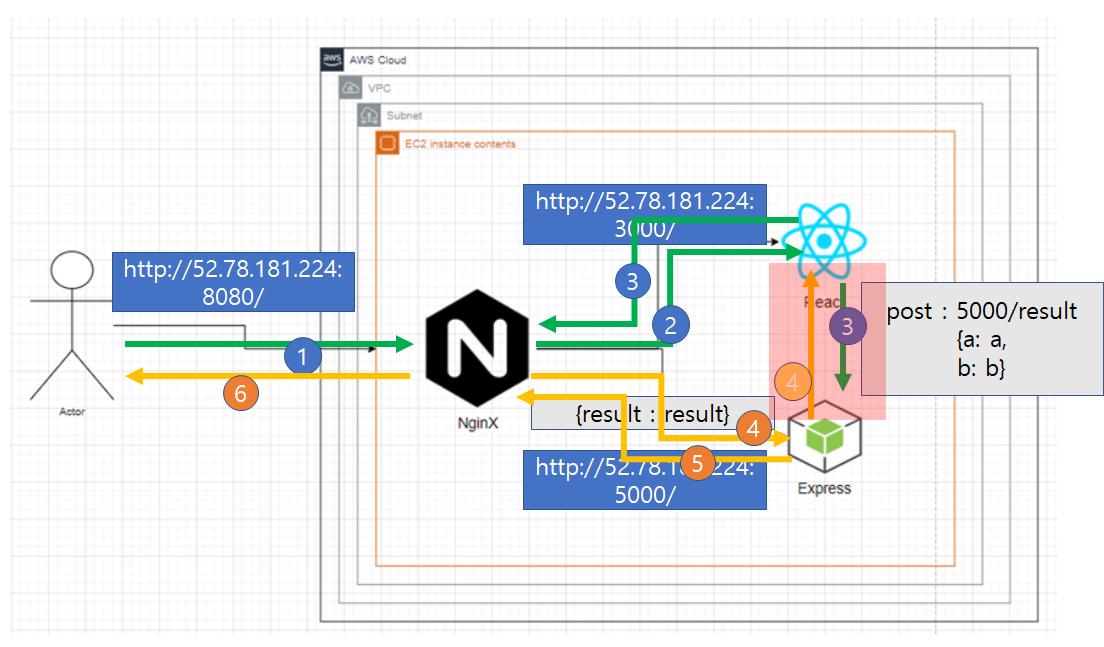 aws
AWS Cloud
VPC
Subnet
EC2 instance contents
http://52.78.181.224:
3000/
http://52.78.181.224:
8080/
3
2
React
post : 5000/result
{a: a,
b: b}
3
1
4
6
Actor
N
NginX
{result : result}
4
5
http://52.78.181.224:
5000/
Express